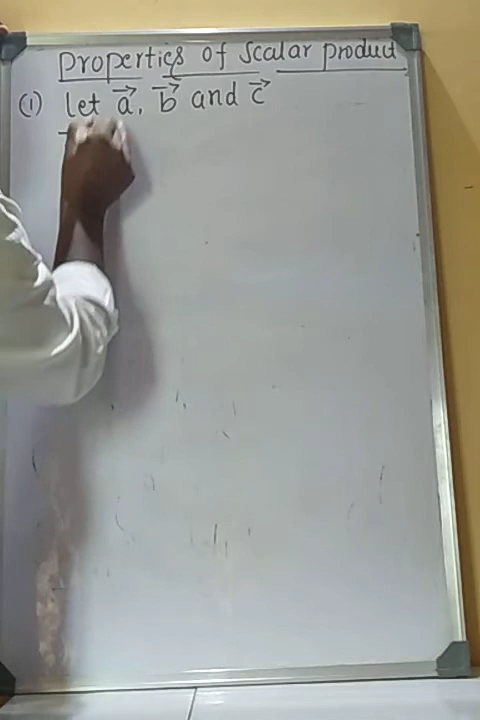 Properties of Scalar product
(1) Let a⃗, b⃗ and c⃗